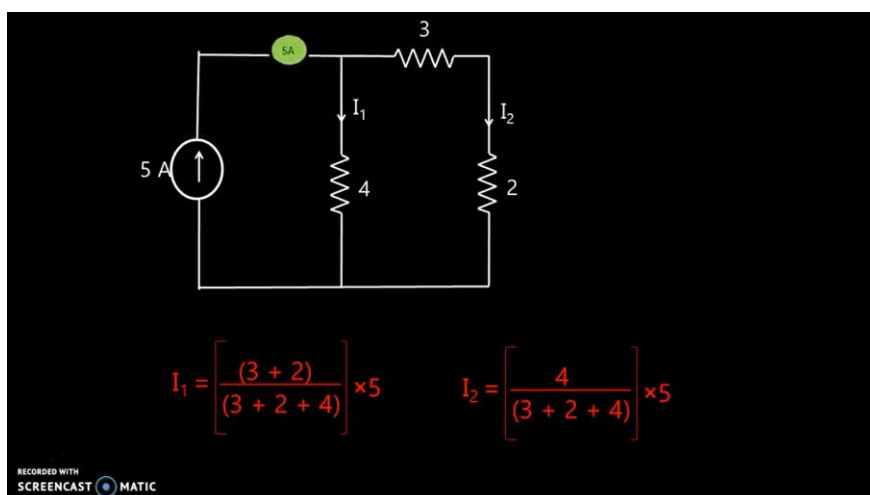 5A
3
I₁
I₂
5 A
4
2
I₁ = [(3 + 2) / (3 + 2 + 4)] ×5
I₂ = [4 / (3 + 2 + 4)] ×5
RECORDED WITH
SCREENCAST MATIC